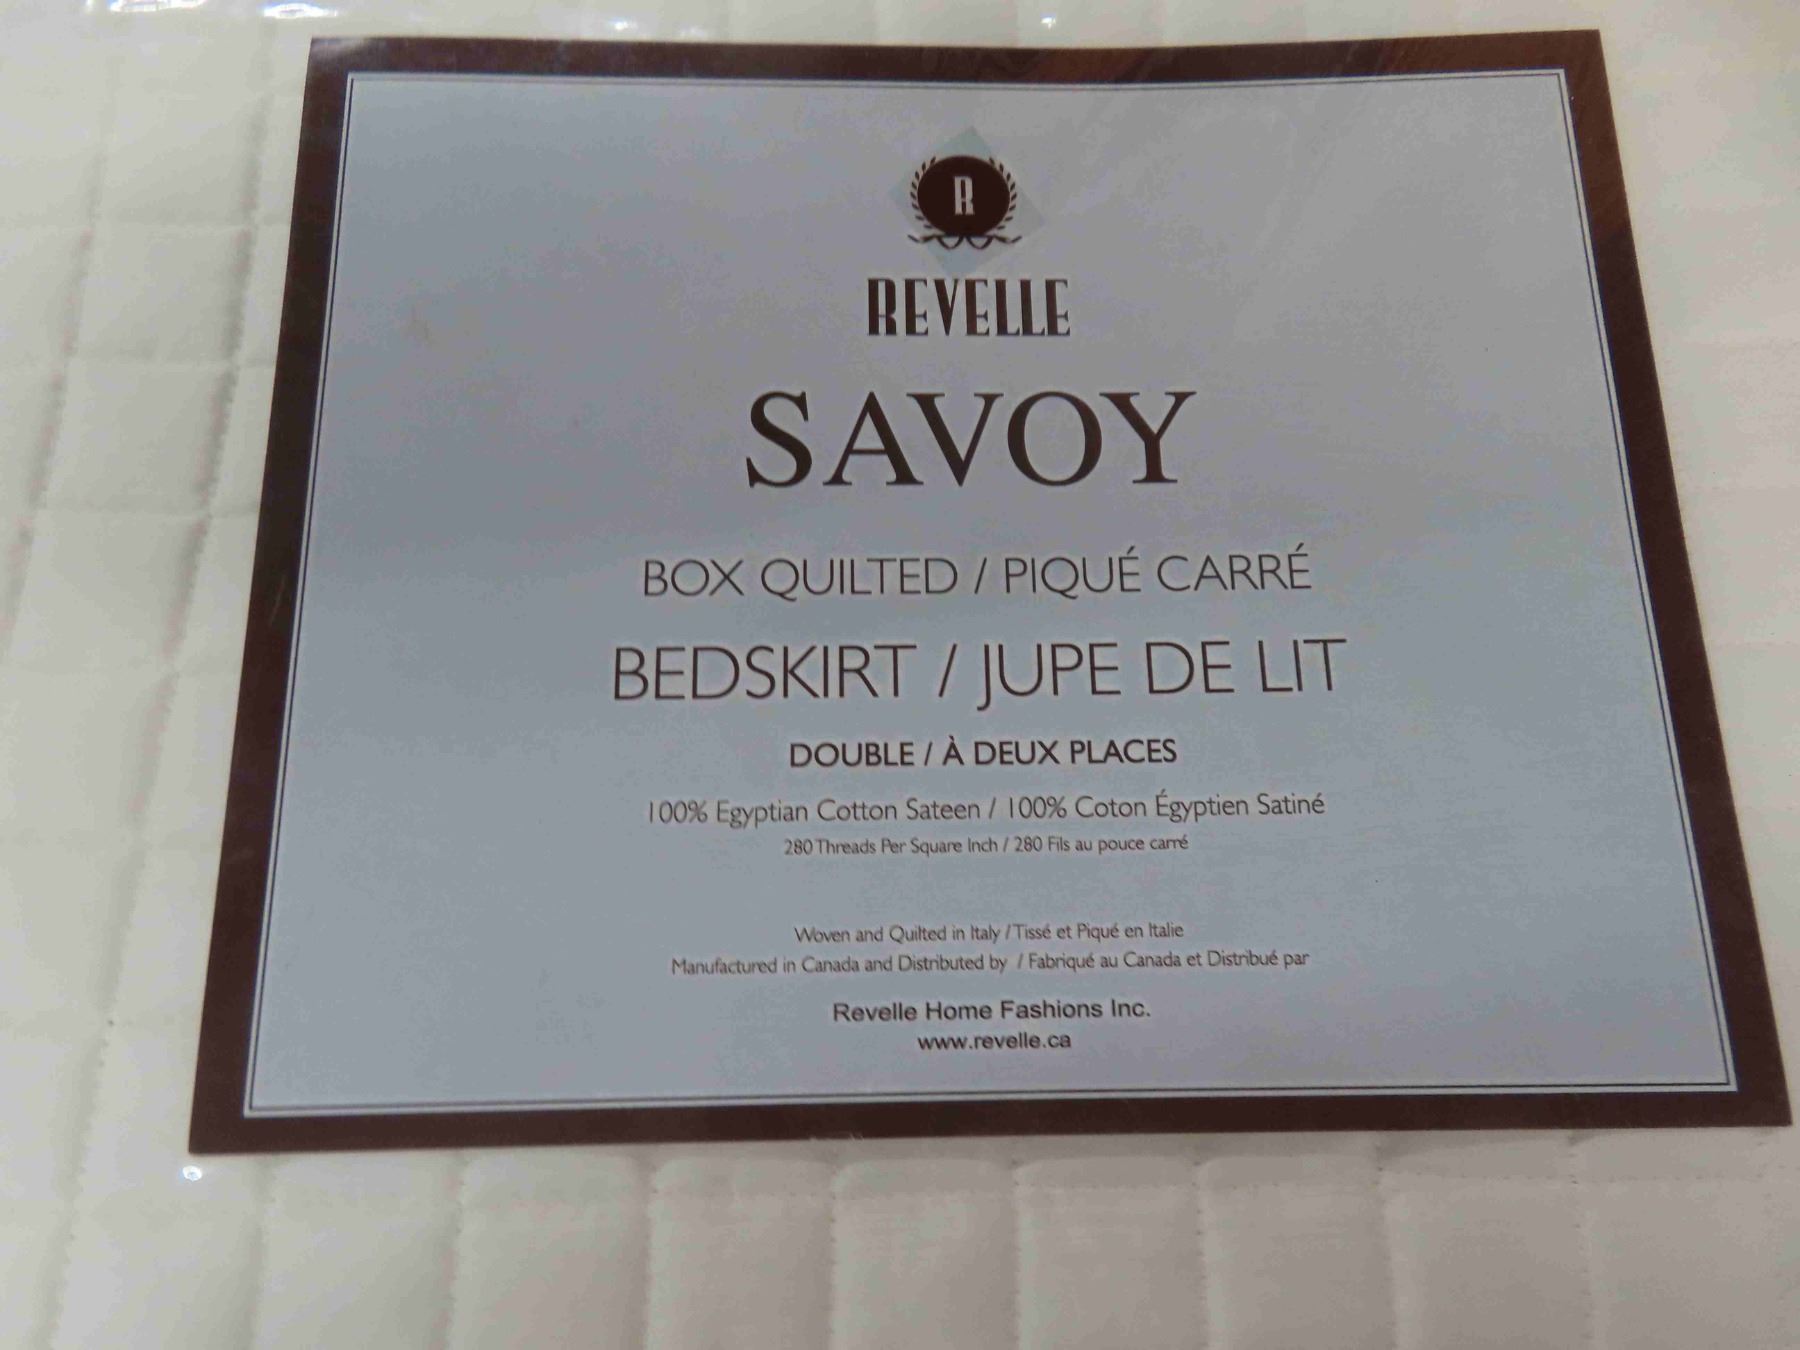 R
REVELLE
SAVOY
BOX QUILTED / PIQUÉ CARRÉ
BEDSKIRT / JUPE DE LIT
DOUBLE / À DEUX PLACES
100% Egyptian Cotton Sateen / 100% Coton Égyptien Satiné
280 Threads Per Square Inch / 280 Fils au pouce carré
Woven and Quilted in Italy / Tissé et Piqué en Italie
Manufactured in Canada and Distributed by / Fabriqué au Canada et Distribué par
Revelle Home Fashions Inc.
www.revelle.ca